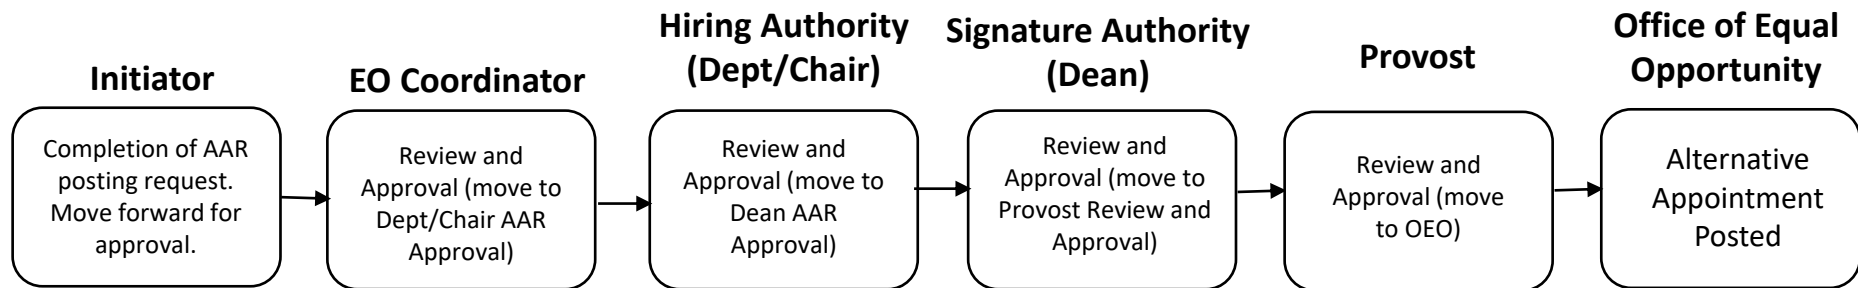 Initiator
Completion of AAR
posting request.
Move forward for
approval.
EO Coordinator
Review and
Approval (move to
Dept/Chair AAR
Approval)
Hiring Authority
(Dept/Chair)
Review and
Approval (move to
Dean AAR
Approval)
Signature Authority
(Dean)
Review and
Approval (move to
Provost Review and
Approval)
Provost
Review and
Approval (move
to OEO)
Office of Equal
Opportunity
Alternative
Appointment
Posted